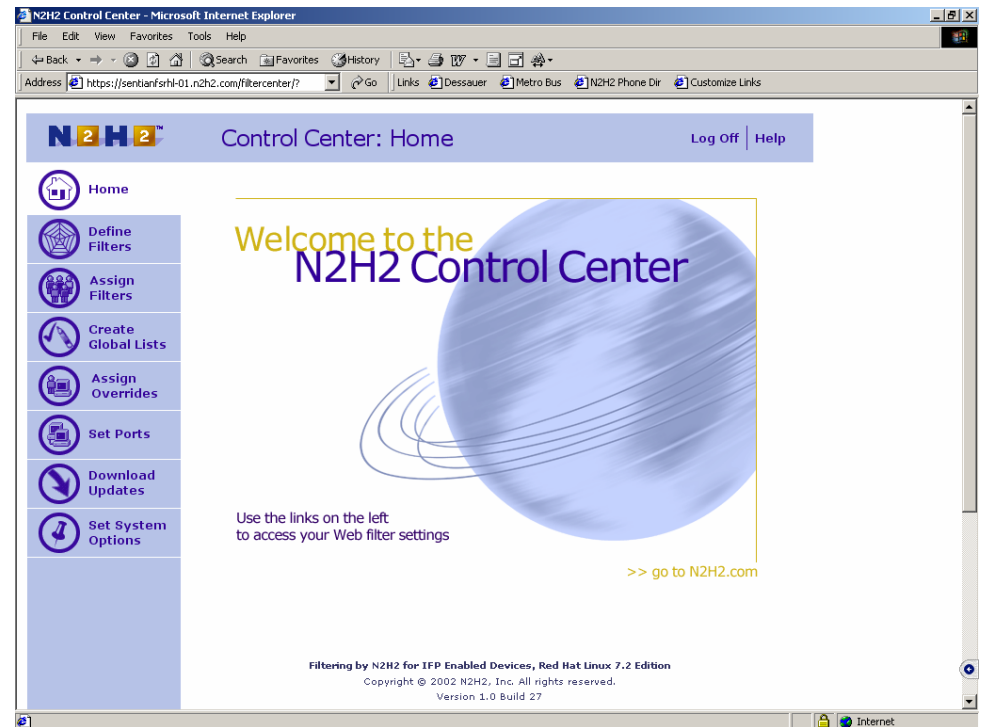 N2H2 Control Center - Microsoft Internet Explorer
File Edit View Favorites Tools Help
Back Search Favorites History
Address https://sentianfsrhl-01.n2h2.com/filtercenter/? Go Links Dessauer Metro Bus N2H2 Phone Dir Customize Links
N2H2™ Control Center: Home Log Off Help
Home
Define
Filters
Assign
Filters
Create
Global Lists
Assign
Overrides
Set Ports
Download
Updates
Set System
Options
Welcome to the
N2H2 Control Center
Use the links on the left
to access your Web filter settings
>> go to N2H2.com
Filtering by N2H2 for IFP Enabled Devices, Red Hat Linux 7.2 Edition
Copyright © 2002 N2H2, Inc. All rights reserved.
Version 1.0 Build 27
Internet